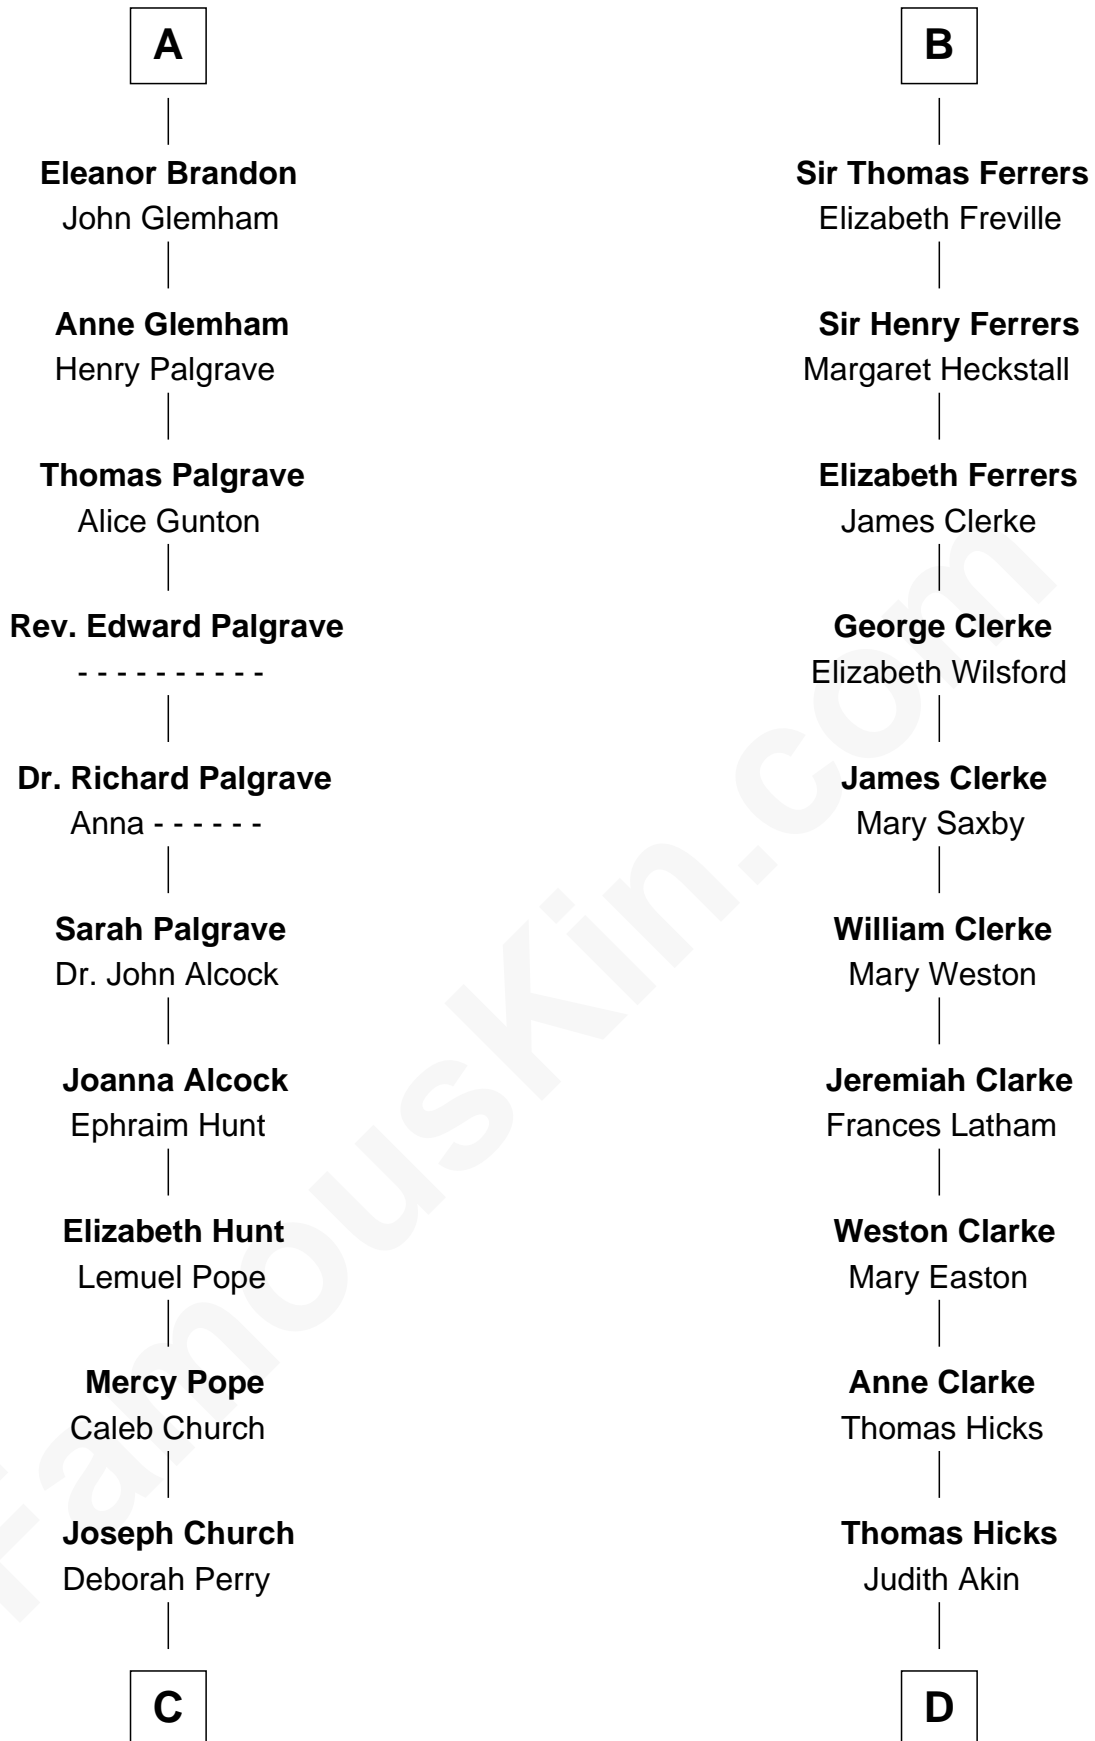 A
Eleanor Brandon
John Glemham
Anne Glemham
Henry Palgrave
Thomas Palgrave
Alice Gunton
Rev. Edward Palgrave
- - - - - - - - - -
Dr. Richard Palgrave
Anna - - - - - -
Sarah Palgrave
Dr. John Alcock
Joanna Alcock
Ephraim Hunt
Elizabeth Hunt
Lemuel Pope
Mercy Pope
Caleb Church
Joseph Church
Deborah Perry
C
B
Sir Thomas Ferrers
Elizabeth Freville
Sir Henry Ferrers
Margaret Heckstall
Elizabeth Ferrers
James Clerke
George Clerke
Elizabeth Wilsford
James Clerke
Mary Saxby
William Clerke
Mary Weston
Jeremiah Clarke
Frances Latham
Weston Clarke
Mary Easton
Anne Clarke
Thomas Hicks
Thomas Hicks
Judith Akin
D
FamousKin.com